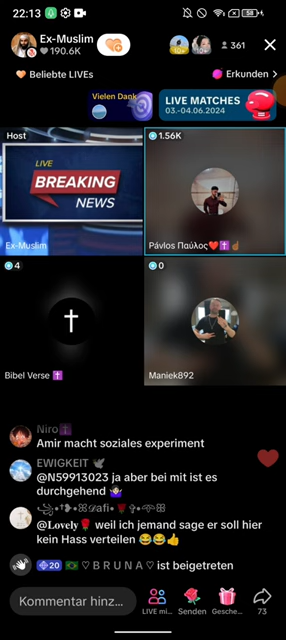 22:13
58
Ex-Muslim
190.6K
361
Beliebte LIVEs
Erkunden >
Vielen Dank
LIVE MATCHES
03.-04.06.2024
Host
LIVE
BREAKING
NEWS
Ex-Muslim
1.56K
Pávlos Παύλος❤️✝️☝🏾
4
Bibel Verse ✝️
0
Maniek892
Niro✝️
Amir macht soziales experiment
EWIGKEIT 🕊️
@N59913023 ja aber bei mit ist es
durchgehend 🤷‍♀️
@𝐋𝐨𝐯𝐞𝐥𝐲🌹 weil ich jemand sage er soll hier
kein Hass verteilen 😂😂👍
20 🇧🇷 ♡ B R U N A ♡ ist beigetreten
Kommentar hinz...
LIVE mi...
Senden
Gesche...
73